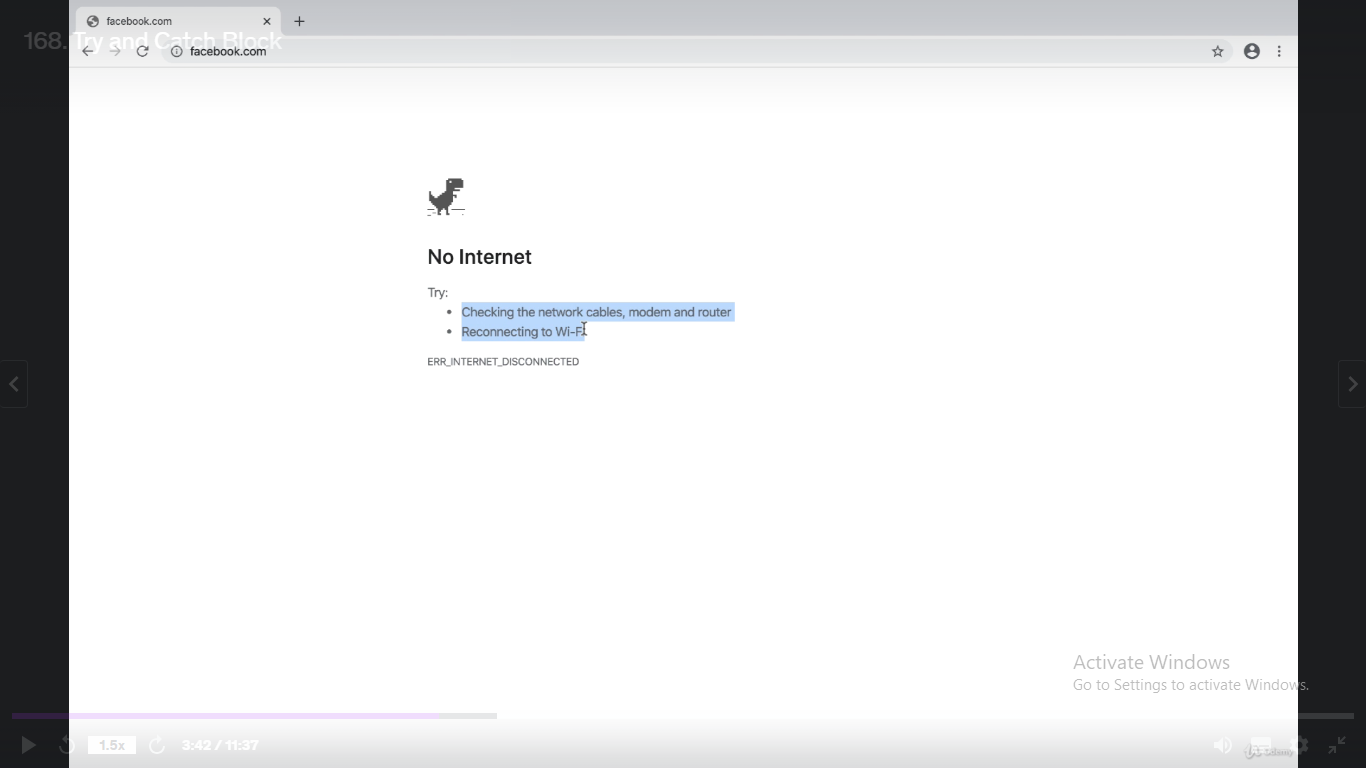 facebook.com
168. Try and Catch Block
facebook.com
No Internet
Try:
Checking the network cables, modem and router
Reconnecting to Wi-F
ERR_INTERNET_DISCONNECTED
Activate Windows
Go to Settings to activate Windows.
1.5x
3:42 / 11:37
Udemy